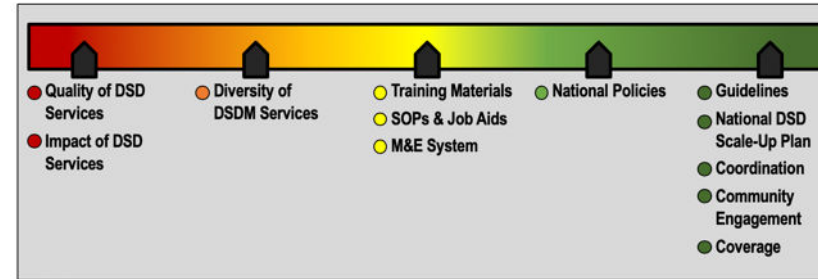 Quality of DSD
Services
Impact of DSD
Services
Diversity of
DSDM Services
Training Materials
SOPs & Job Aids
M&E System
National Policies
Guidelines
National DSD
Scale-Up Plan
Coordination
Community
Engagement
Coverage